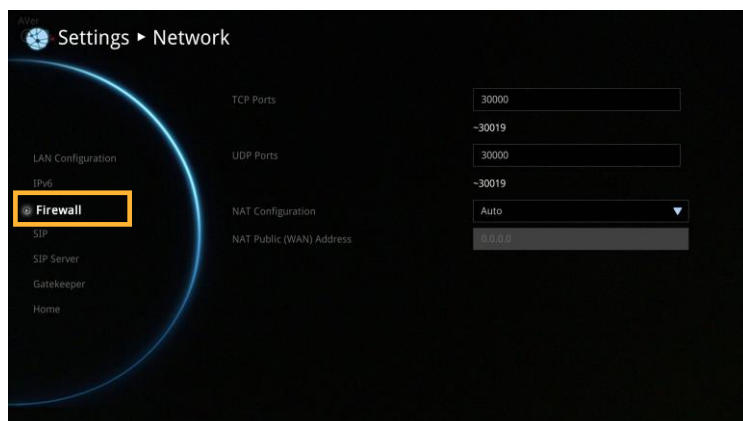 AVer
Settings ▸ Network
TCP Ports
30000
~30019
LAN Configuration
UDP Ports
30000
IPv6
~30019
Firewall
NAT Configuration
Auto
SIP
NAT Public (WAN) Address
0.0.0.0
SIP Server
Gatekeeper
Home